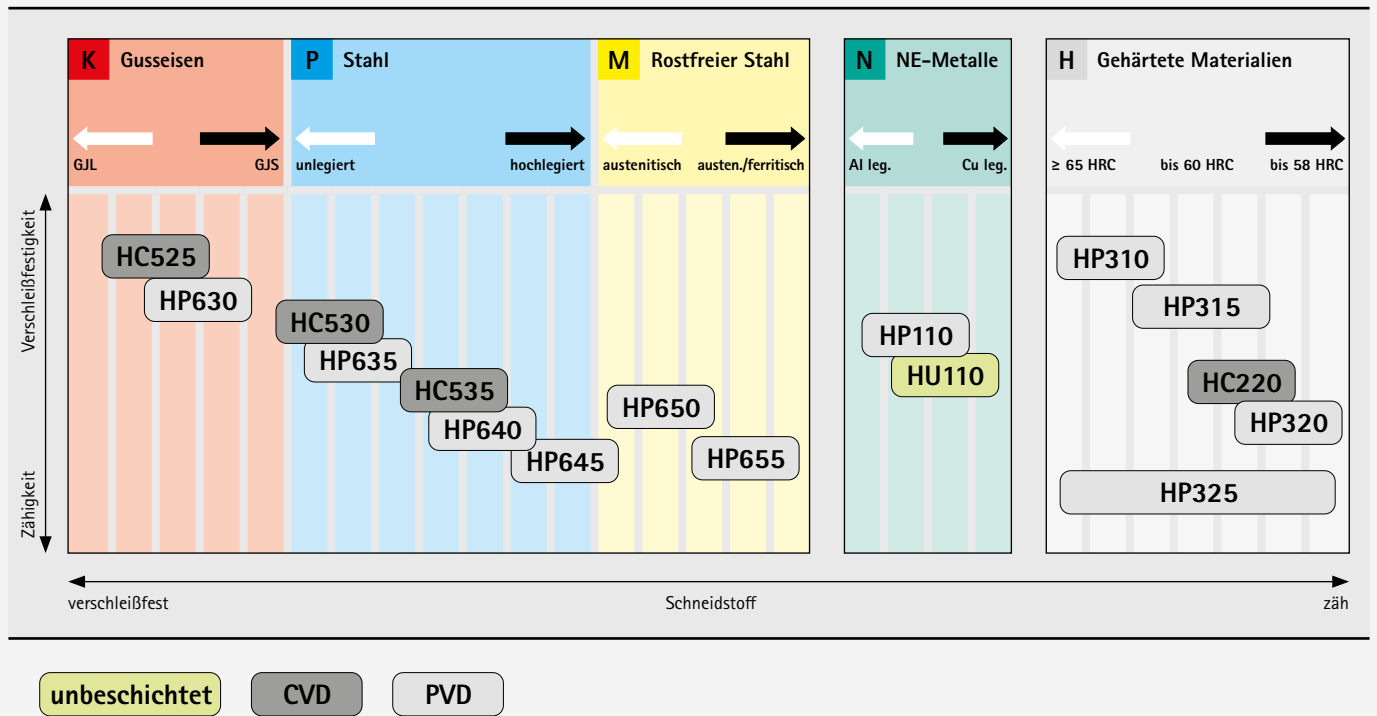 K Gusseisen
GJL GJS
P Stahl
unlegiert hochlegiert
M Rostfreier Stahl
austenitisch austen./ferritisch
N NE-Metalle
Al leg. Cu leg.
H Gehärtete Materialien
≥ 65 HRC bis 60 HRC bis 58 HRC
Verschleißfestigkeit
Zähigkeit
HC525
HP630
HC530
HP635
HC535
HP640
HP645
HP650
HP655
HP110
HU110
HP310
HP315
HC220
HP320
HP325
verschleißfest Schneidstoff zäh
unbeschichtet CVD PVD